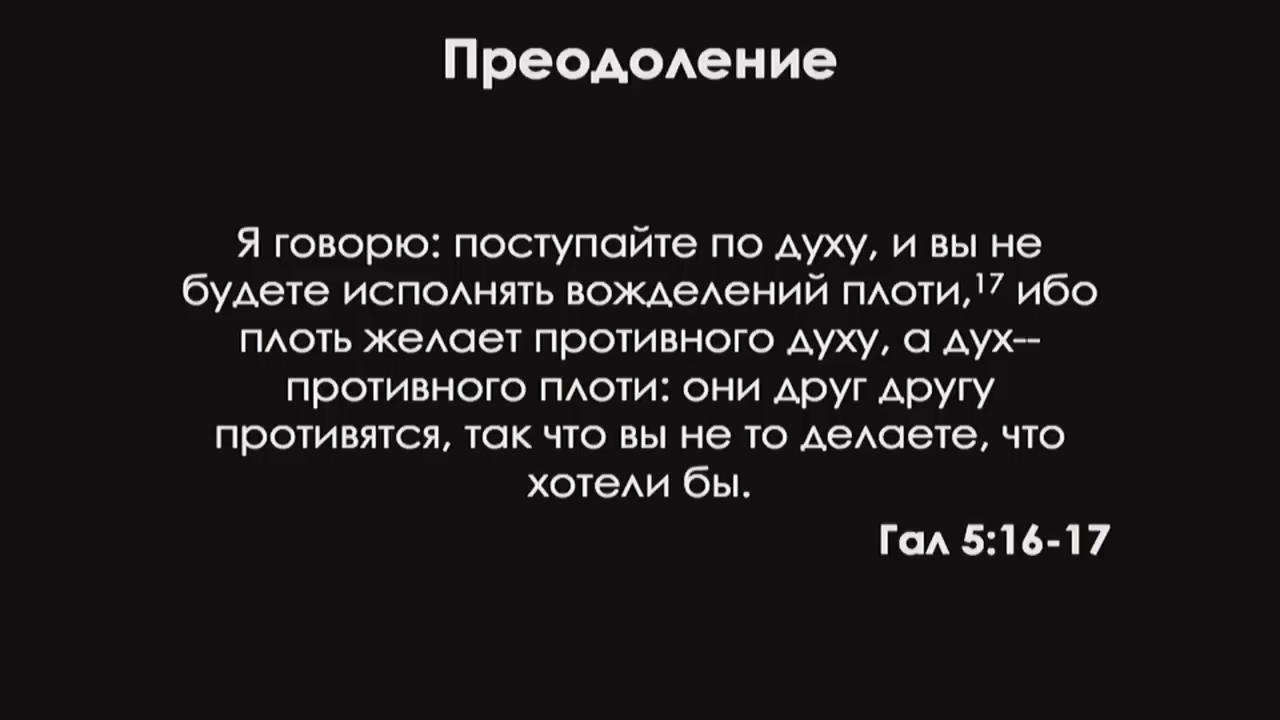 Преодоление
Я говорю: поступайте по духу, и вы не
будете исполнять вожделений плоти,¹⁷ ибо
плоть желает противного духу, а дух--
противного плоти: они друг другу
противятся, так что вы не то делаете, что
хотели бы.
Гал 5:16-17